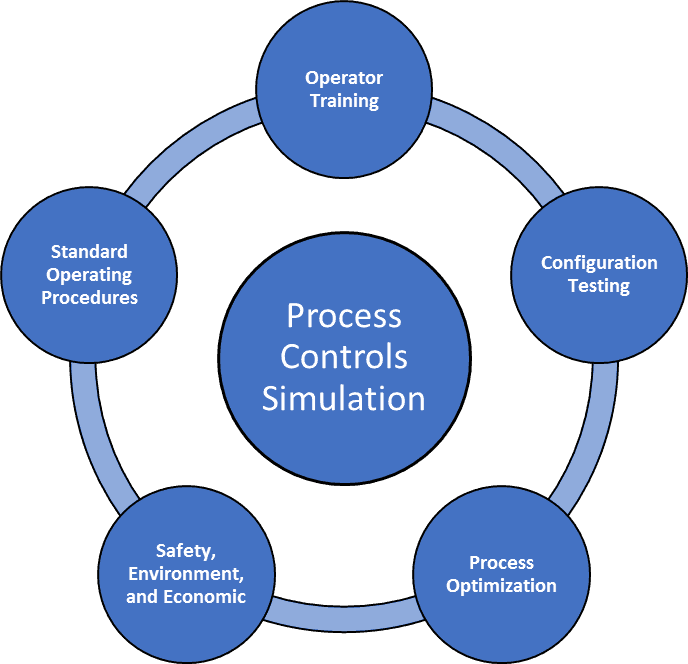 Operator
Training
Configuration
Testing
Process
Optimization
Safety,
Environment,
and Economic
Standard
Operating
Procedures
Process
Controls
Simulation